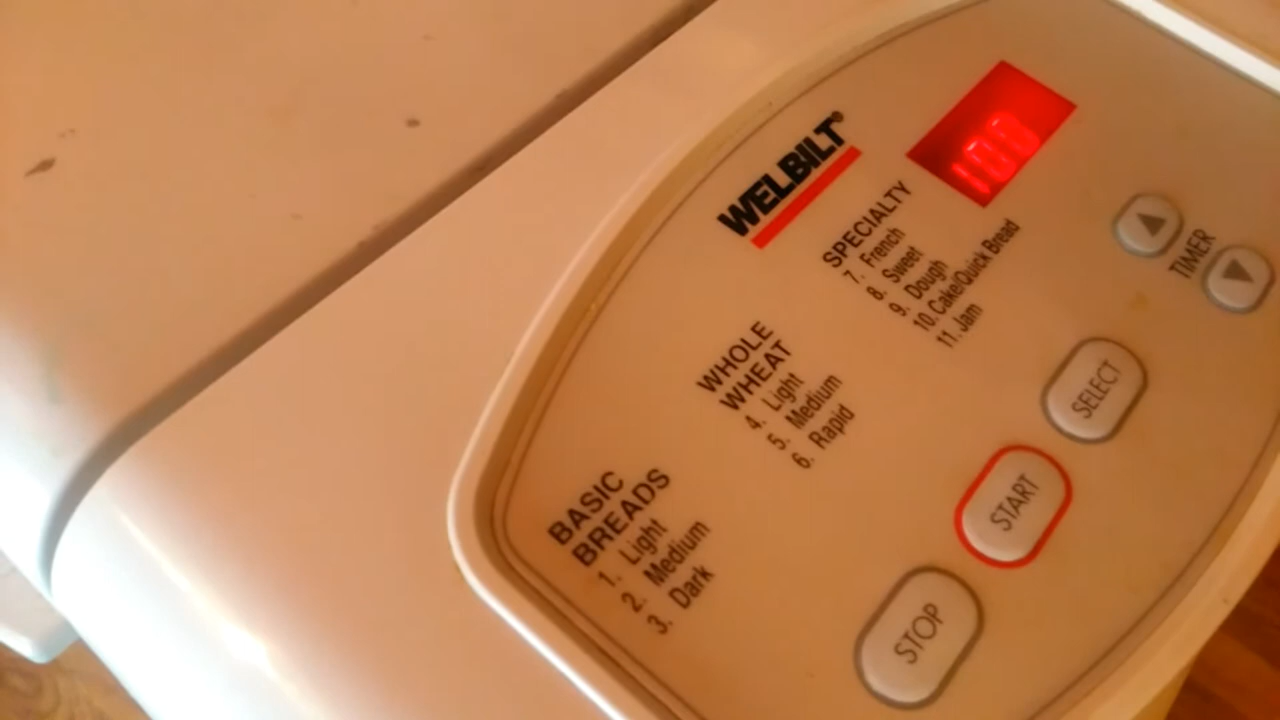 WELBILT®
BASIC
BREADS
1. Light
2. Medium
3. Dark
WHOLE
WHEAT
4. Light
5. Medium
6. Rapid
SPECIALTY
7. French
8. Sweet
9. Dough
10. Cake/Quick Bread
11. Jam
TIMER
SELECT
START
STOP